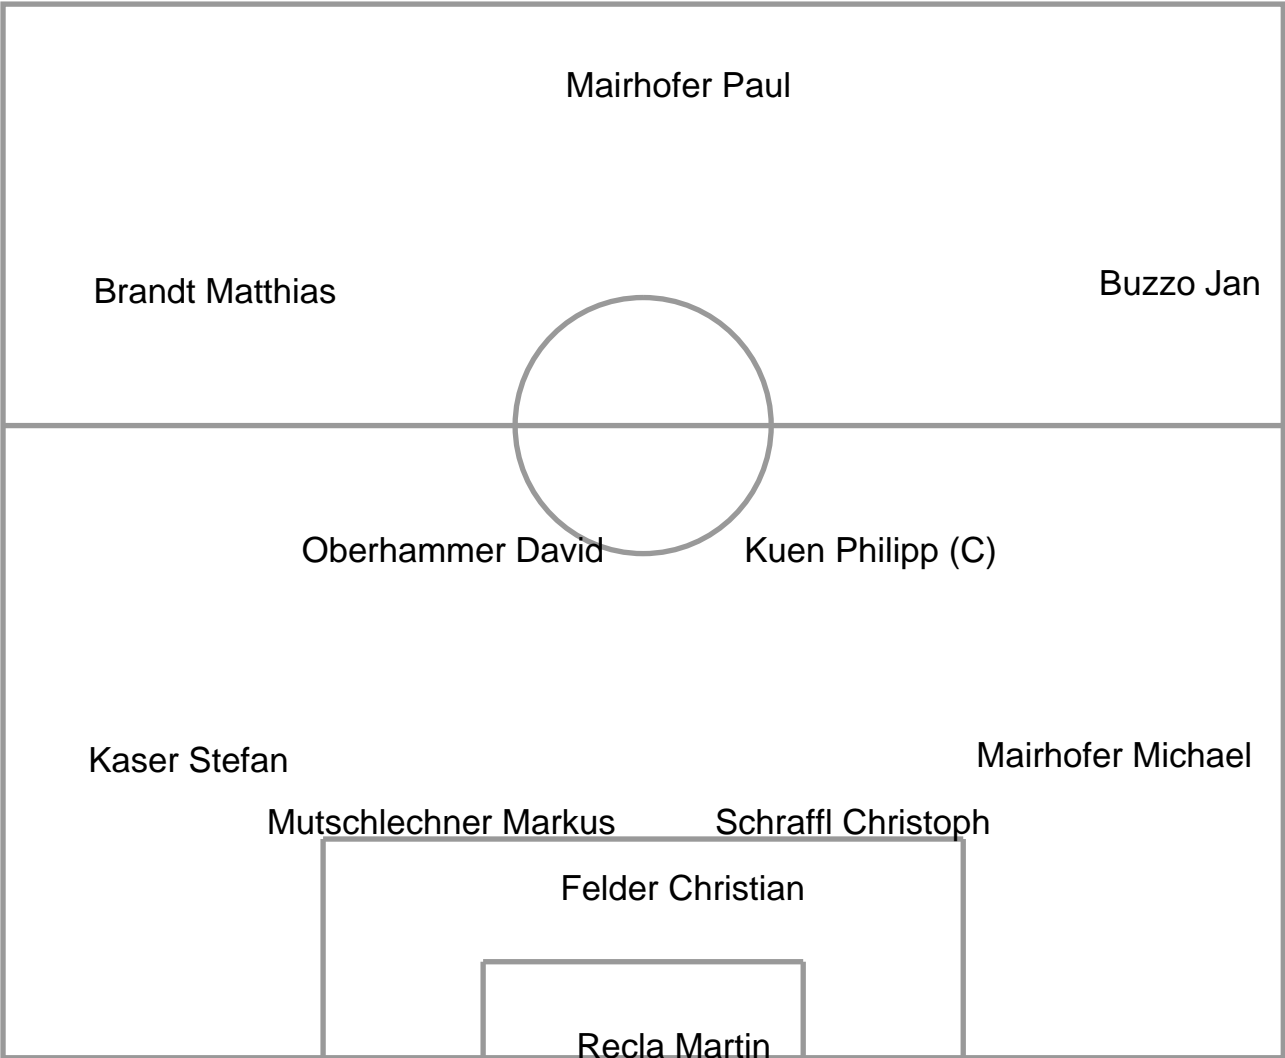 Mairhofer Paul
Brandt Matthias
Buzzo Jan
Oberhammer David
Kuen Philipp (C)
Kaser Stefan
Mairhofer Michael
Mutschlechner Markus
Schraffl Christoph
Felder Christian
Recla Martin